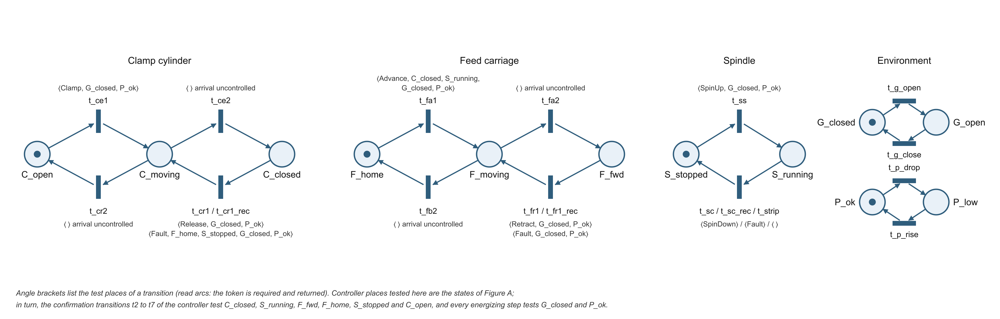 Clamp cylinder
Feed carriage
Spindle
Environment
⟨Clamp, G_closed, P_ok⟩
t_ce1
⟨ ⟩ arrival uncontrolled
t_ce2
C_open
C_moving
C_closed
t_cr2
⟨ ⟩ arrival uncontrolled
t_cr1 / t_cr1_rec
⟨Release, G_closed, P_ok⟩
⟨Fault, F_home, S_stopped, G_closed, P_ok⟩
⟨Advance, C_closed, S_running,
G_closed, P_ok⟩
t_fa1
⟨ ⟩ arrival uncontrolled
t_fa2
F_home
F_moving
F_fwd
t_fb2
⟨ ⟩ arrival uncontrolled
t_fr1 / t_fr1_rec
⟨Retract, G_closed, P_ok⟩
⟨Fault, G_closed, P_ok⟩
⟨SpinUp, G_closed, P_ok⟩
t_ss
S_stopped
S_running
t_sc / t_sc_rec / t_strip
⟨SpinDown⟩ / ⟨Fault⟩ / ⟨ ⟩
t_g_open
G_closed
G_open
t_g_close
t_p_drop
P_ok
P_low
t_p_rise
Angle brackets list the test places of a transition (read arcs: the token is required and returned). Controller places tested here are the states of Figure A;
in turn, the confirmation transitions t2 to t7 of the controller test C_closed, S_running, F_fwd, F_home, S_stopped and C_open, and every energizing step tests G_closed and P_ok.